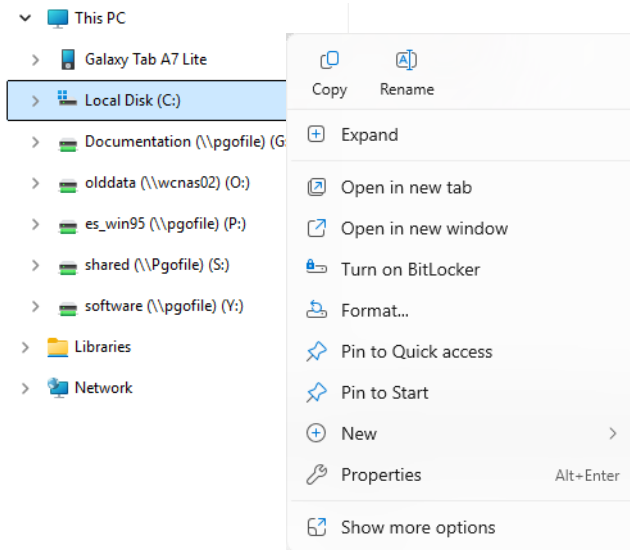 This PC
Galaxy Tab A7 Lite
Local Disk (C:)
Documentation (\\pgofile) (G:
olddata (\\wcnas02) (O:)
es_win95 (\\pgofile) (P:)
shared (\\Pgofile) (S:)
software (\\pgofile) (Y:)
Libraries
Network
Copy Rename
Expand
Open in new tab
Open in new window
Turn on BitLocker
Format...
Pin to Quick access
Pin to Start
New
Properties Alt+Enter
Show more options